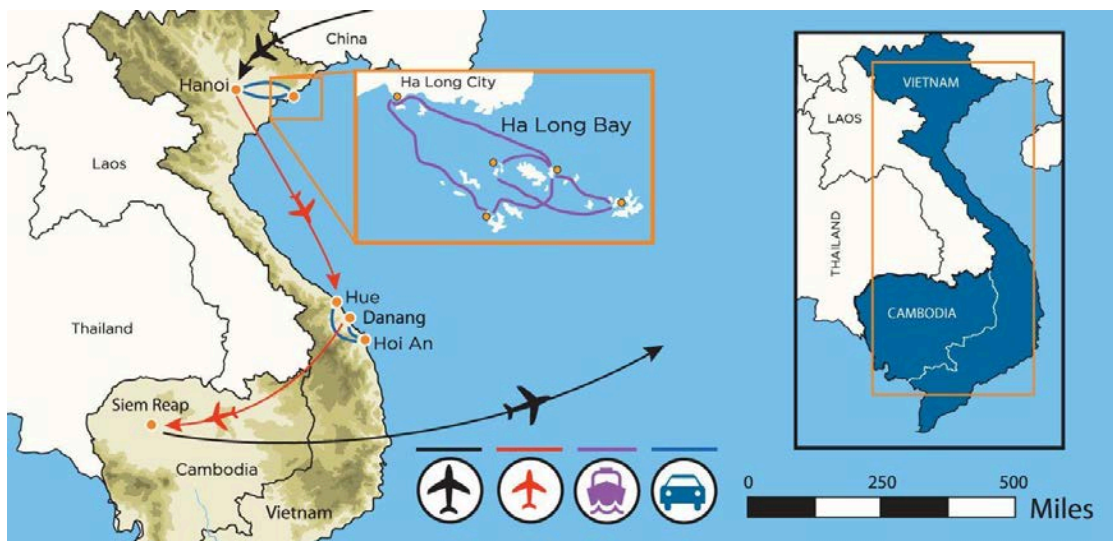 China
Hanoi
Ha Long City
Ha Long Bay
Laos
Hue
Danang
Hoi An
Thailand
Siem Reap
Cambodia
Vietnam
VIETNAM
LAOS
THAILAND
CAMBODIA
0 250 500
Miles